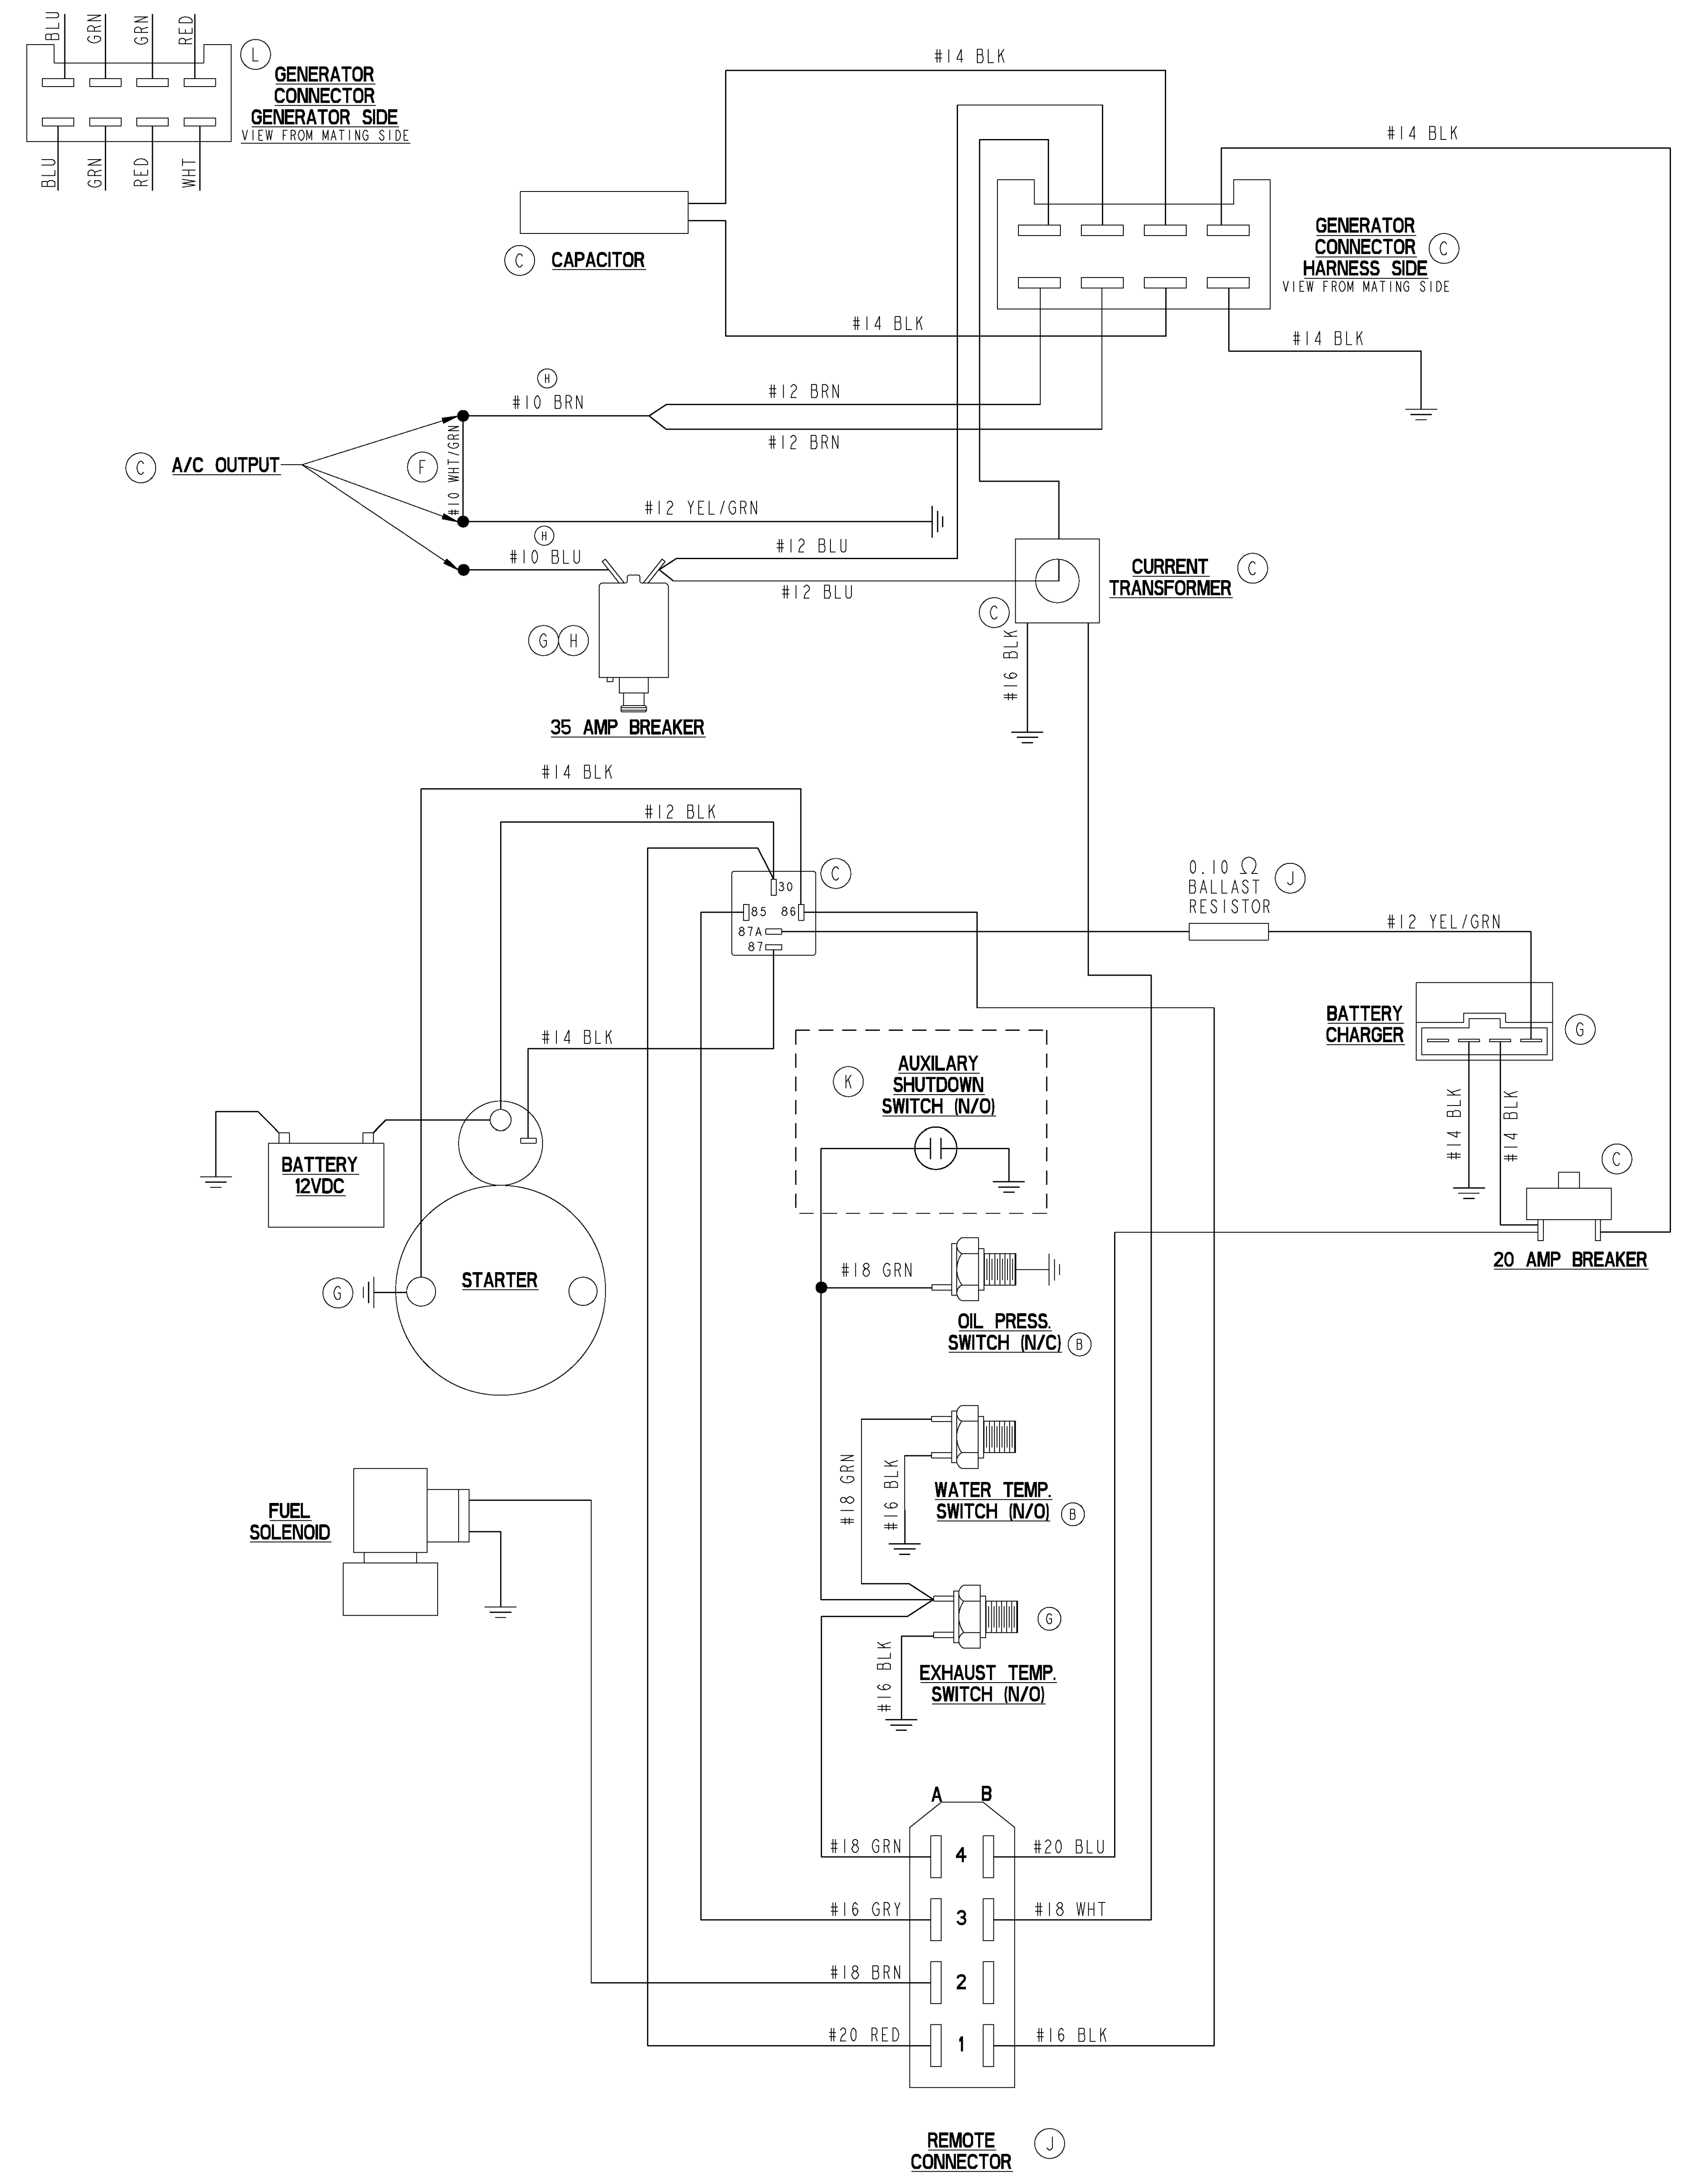 BLU
GRN
GRN
RED
L
GENERATOR
CONNECTOR
GENERATOR SIDE
VIEW FROM MATING SIDE
BLU
GRN
RED
WHT
#14 BLK
#14 BLK
C CAPACITOR
GENERATOR
CONNECTOR
HARNESS SIDE
VIEW FROM MATING SIDE
C
#14 BLK
#14 BLK
H
#10 BRN
#12 BRN
#12 BRN
C A/C OUTPUT
F
#10 WHT/GRN
#12 YEL/GRN
H
#10 BLU
#12 BLU
#12 BLU
CURRENT
TRANSFORMER
C
C
G H
#16 BLK
35 AMP BREAKER
#14 BLK
#12 BLK
C
30
85 86
87A
87
0.10 Ω
BALLAST
RESISTOR
J
#12 YEL/GRN
#14 BLK
BATTERY
CHARGER
G
K
AUXILARY
SHUTDOWN
SWITCH (N/O)
#14 BLK
#14 BLK
BATTERY
12VDC
C
20 AMP BREAKER
G
STARTER
#18 GRN
OIL PRESS.
SWITCH (N/C) B
#18 GRN
#16 BLK
WATER TEMP.
SWITCH (N/O) B
FUEL
SOLENOID
G
#16 BLK
EXHAUST TEMP.
SWITCH (N/O)
A B
#18 GRN 4 #20 BLU
#16 GRY 3 #18 WHT
#18 BRN 2
#20 RED 1 #16 BLK
REMOTE
CONNECTOR
J